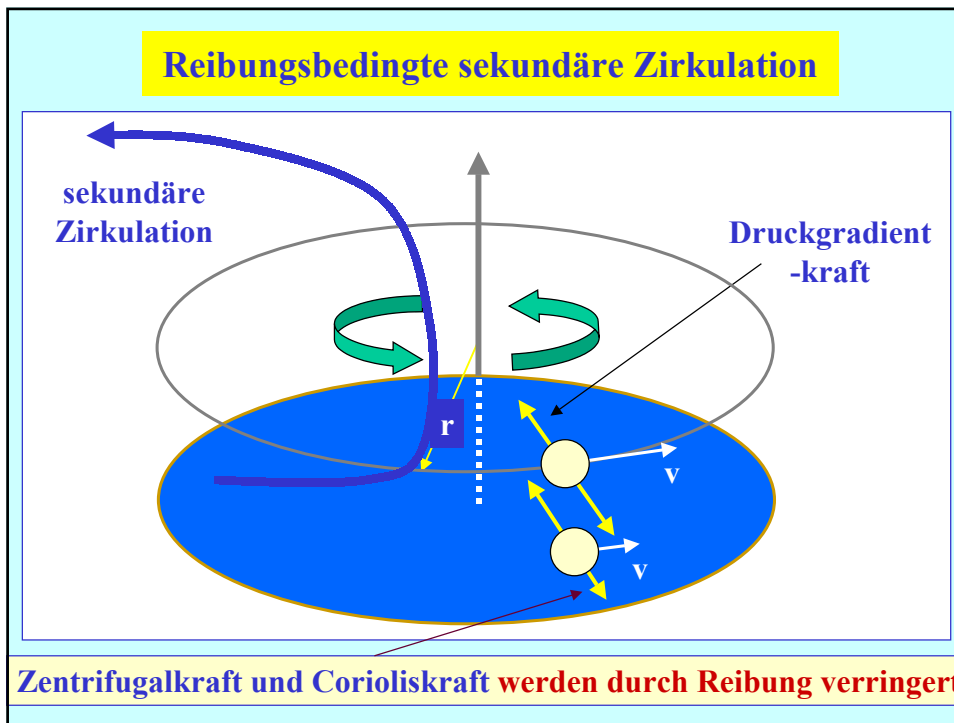 Reibungsbedingte sekundäre Zirkulation
sekundäre
Zirkulation
Druckgradient
-kraft
r
v
v
Zentrifugalkraft und Corioliskraft werden durch Reibung verringert